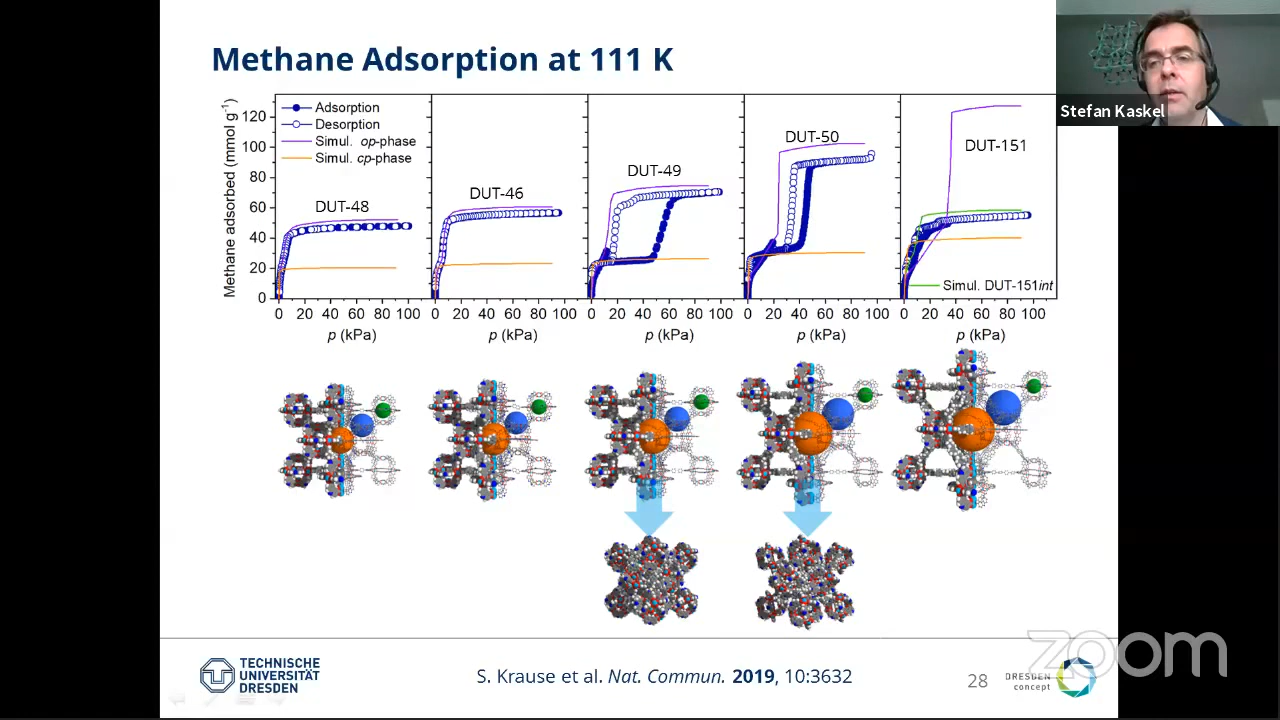 Methane Adsorption at 111 K
Stefan Kaskel
Methane adsorbed (mmol g⁻¹)
120
100
80
60
40
20
0
Adsorption
Desorption
Simul. op-phase
Simul. cp-phase
DUT-48
DUT-46
DUT-49
DUT-50
DUT-151
Simul. DUT-151int
0 20 40 60 80 100
0 20 40 60 80 100
0 20 40 60 80 100
0 20 40 60 80 100
0 20 40 60 80 100
p (kPa)
p (kPa)
p (kPa)
p (kPa)
p (kPa)
TECHNISCHE
UNIVERSITÄT
DRESDEN
S. Krause et al. Nat. Commun. 2019, 10:3632
28
DRESDEN
concept
zoom